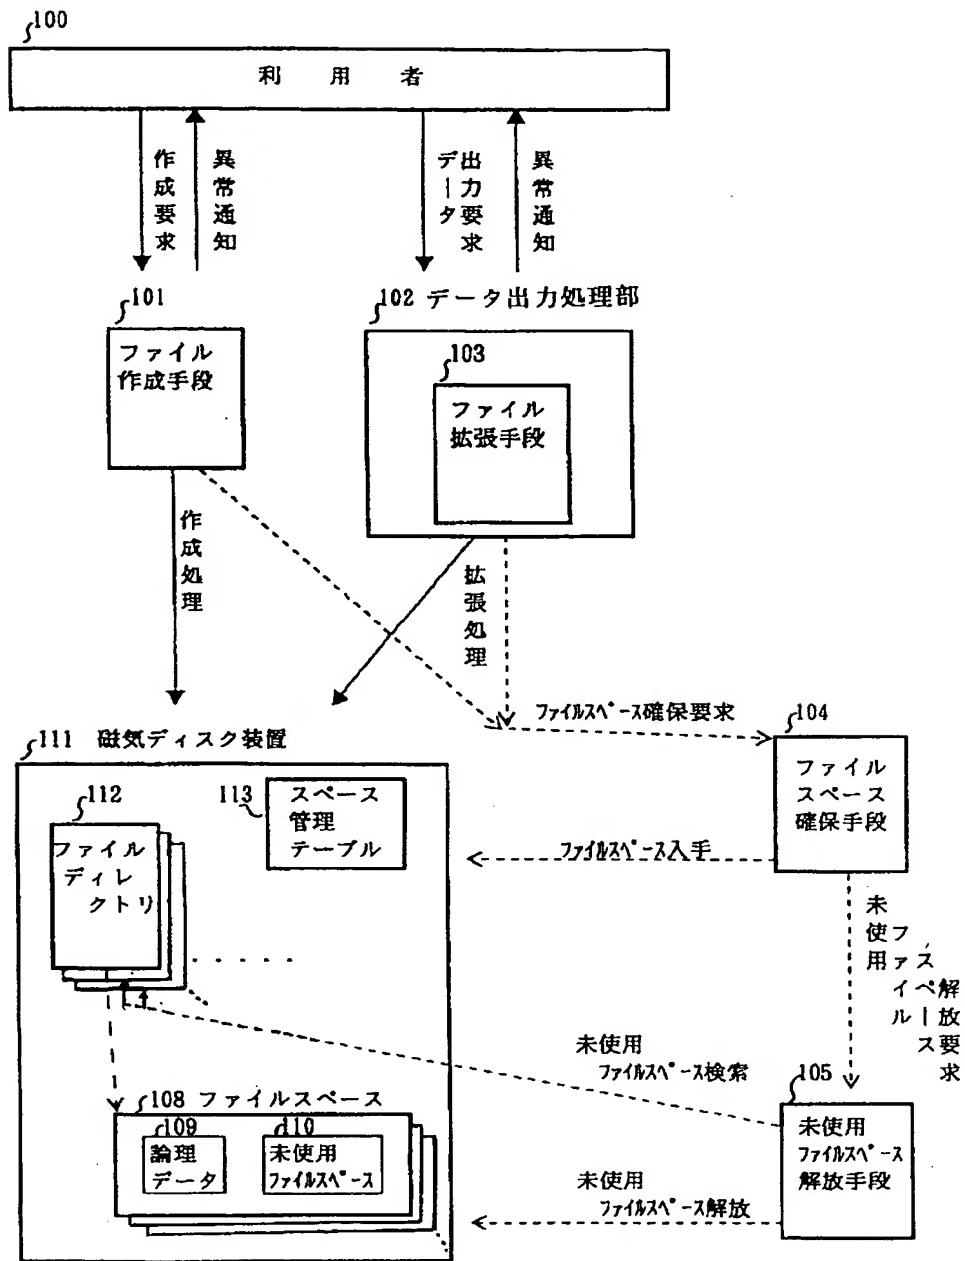 100
利用者
作成要求
異常通知
データ
出力要求
異常通知
101
ファイル
作成手段
102 データ出力処理部
103
ファイル
拡張手段
作成処理
拡張処理
ファイルスペース確保要求
104
ファイル
スペース
確保手段
ファイルスペース入手
111 磁気ディスク装置
112
ファイル
ディレ
クトリ
113
スペース
管理
テーブル
未使用
ファイル
スペース
解放要求
未使用
ファイルスペース検索
105
未使用
ファイルスペース
解放手段
108 ファイルスペース
109
論理
データ
110
未使用
ファイルスペース
未使用
ファイルスペース解放